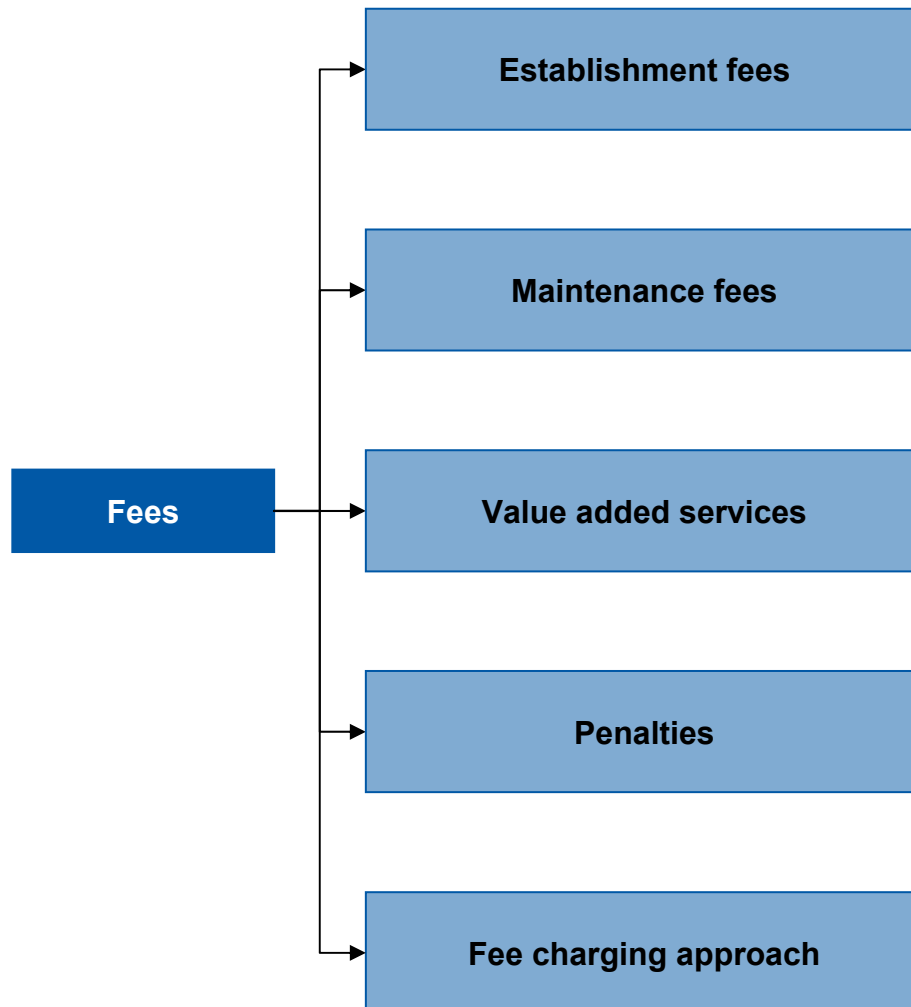 Establishment fees
Maintenance fees
Fees
Value added services
Penalties
Fee charging approach